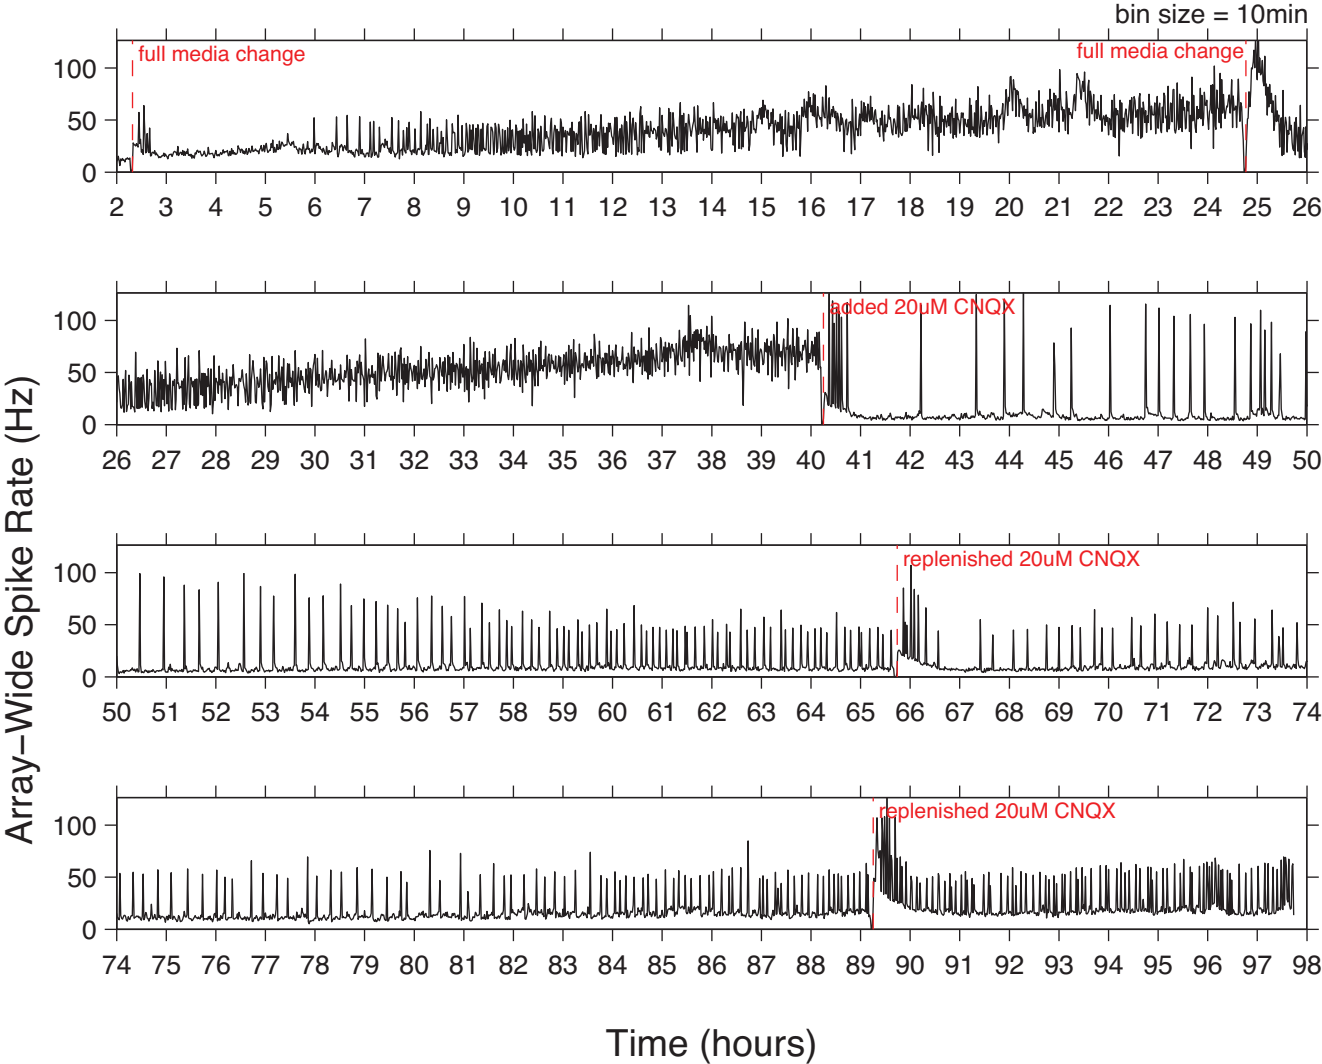 bin size = 10min
full media change
full media change
100
50
0
2 3 4 5 6 7 8 9 10 11 12 13 14 15 16 17 18 19 20 21 22 23 24 25 26
added 20uM CNQX
100
50
0
26 27 28 29 30 31 32 33 34 35 36 37 38 39 40 41 42 43 44 45 46 47 48 49 50
replenished 20uM CNQX
100
50
0
50 51 52 53 54 55 56 57 58 59 60 61 62 63 64 65 66 67 68 69 70 71 72 73 74
replenished 20uM CNQX
100
50
0
74 75 76 77 78 79 80 81 82 83 84 85 86 87 88 89 90 91 92 93 94 95 96 97 98
Array−Wide Spike Rate (Hz)
Time (hours)